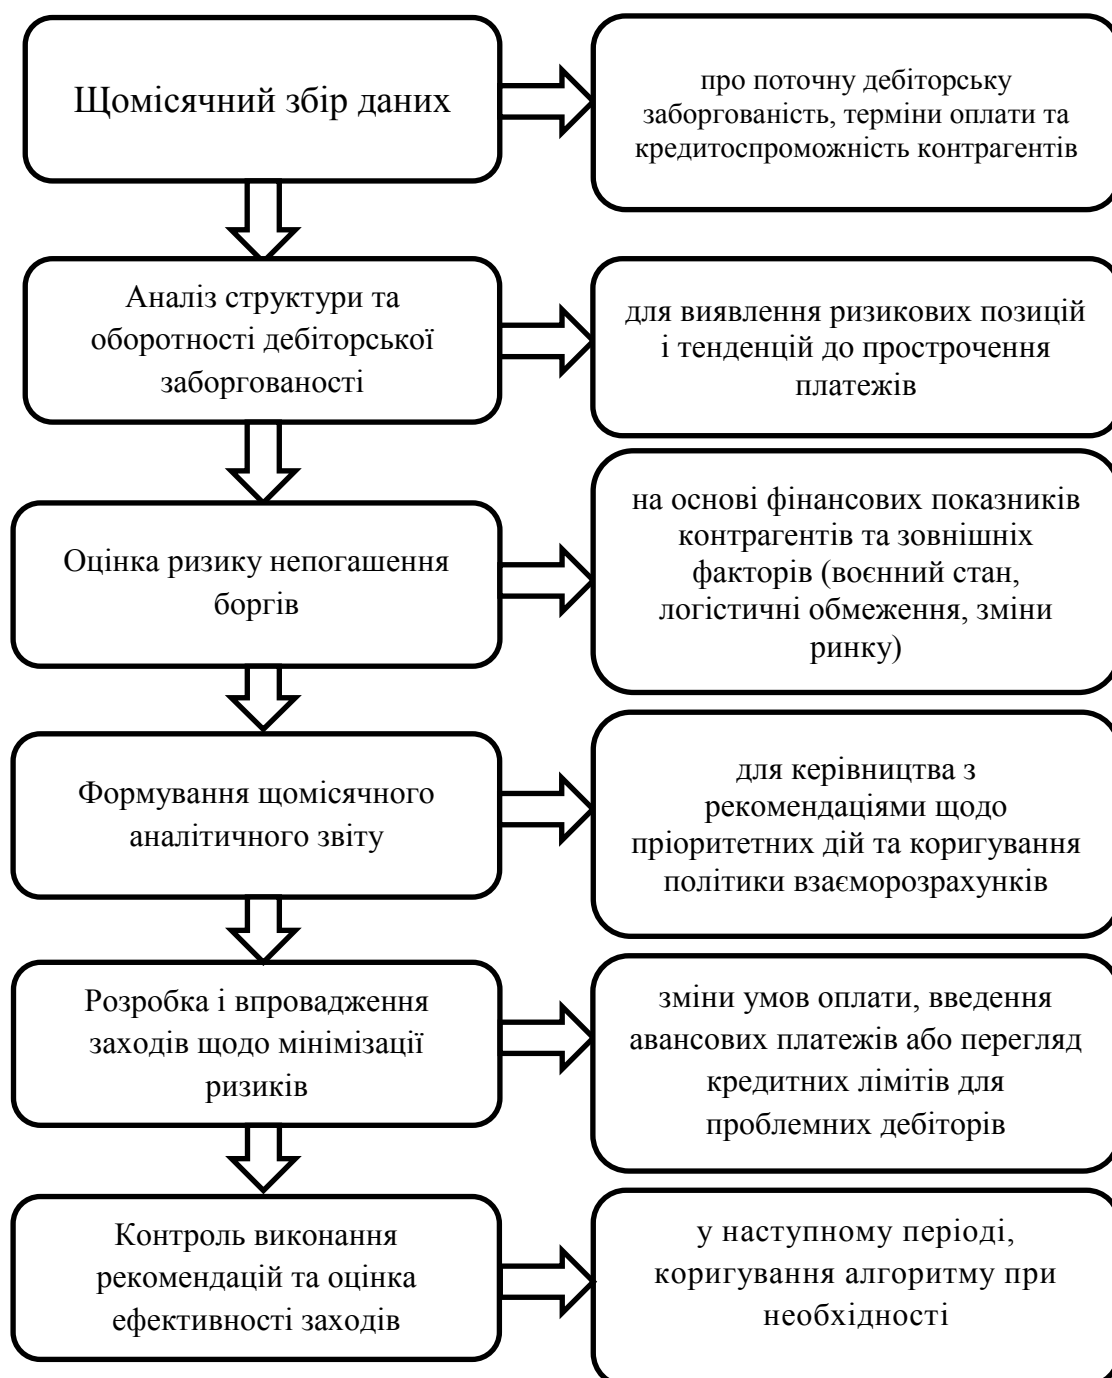 Щомісячний збір даних
про поточну дебіторську
заборгованість, терміни оплати та
кредитоспроможність контрагентів
Аналіз структури та
оборотності дебіторської
заборгованості
для виявлення ризикових позицій
і тенденцій до прострочення
платежів
Оцінка ризику непогашення
боргів
на основі фінансових показників
контрагентів та зовнішніх
факторів (воєнний стан,
логістичні обмеження, зміни
ринку)
Формування щомісячного
аналітичного звіту
для керівництва з
рекомендаціями щодо
пріоритетних дій та коригування
політики взаєморозрахунків
Розробка і впровадження
заходів щодо мінімізації
ризиків
зміни умов оплати, введення
авансових платежів або перегляд
кредитних лімітів для
проблемних дебіторів
Контроль виконання
рекомендацій та оцінка
ефективності заходів
у наступному періоді,
коригування алгоритму при
необхідності